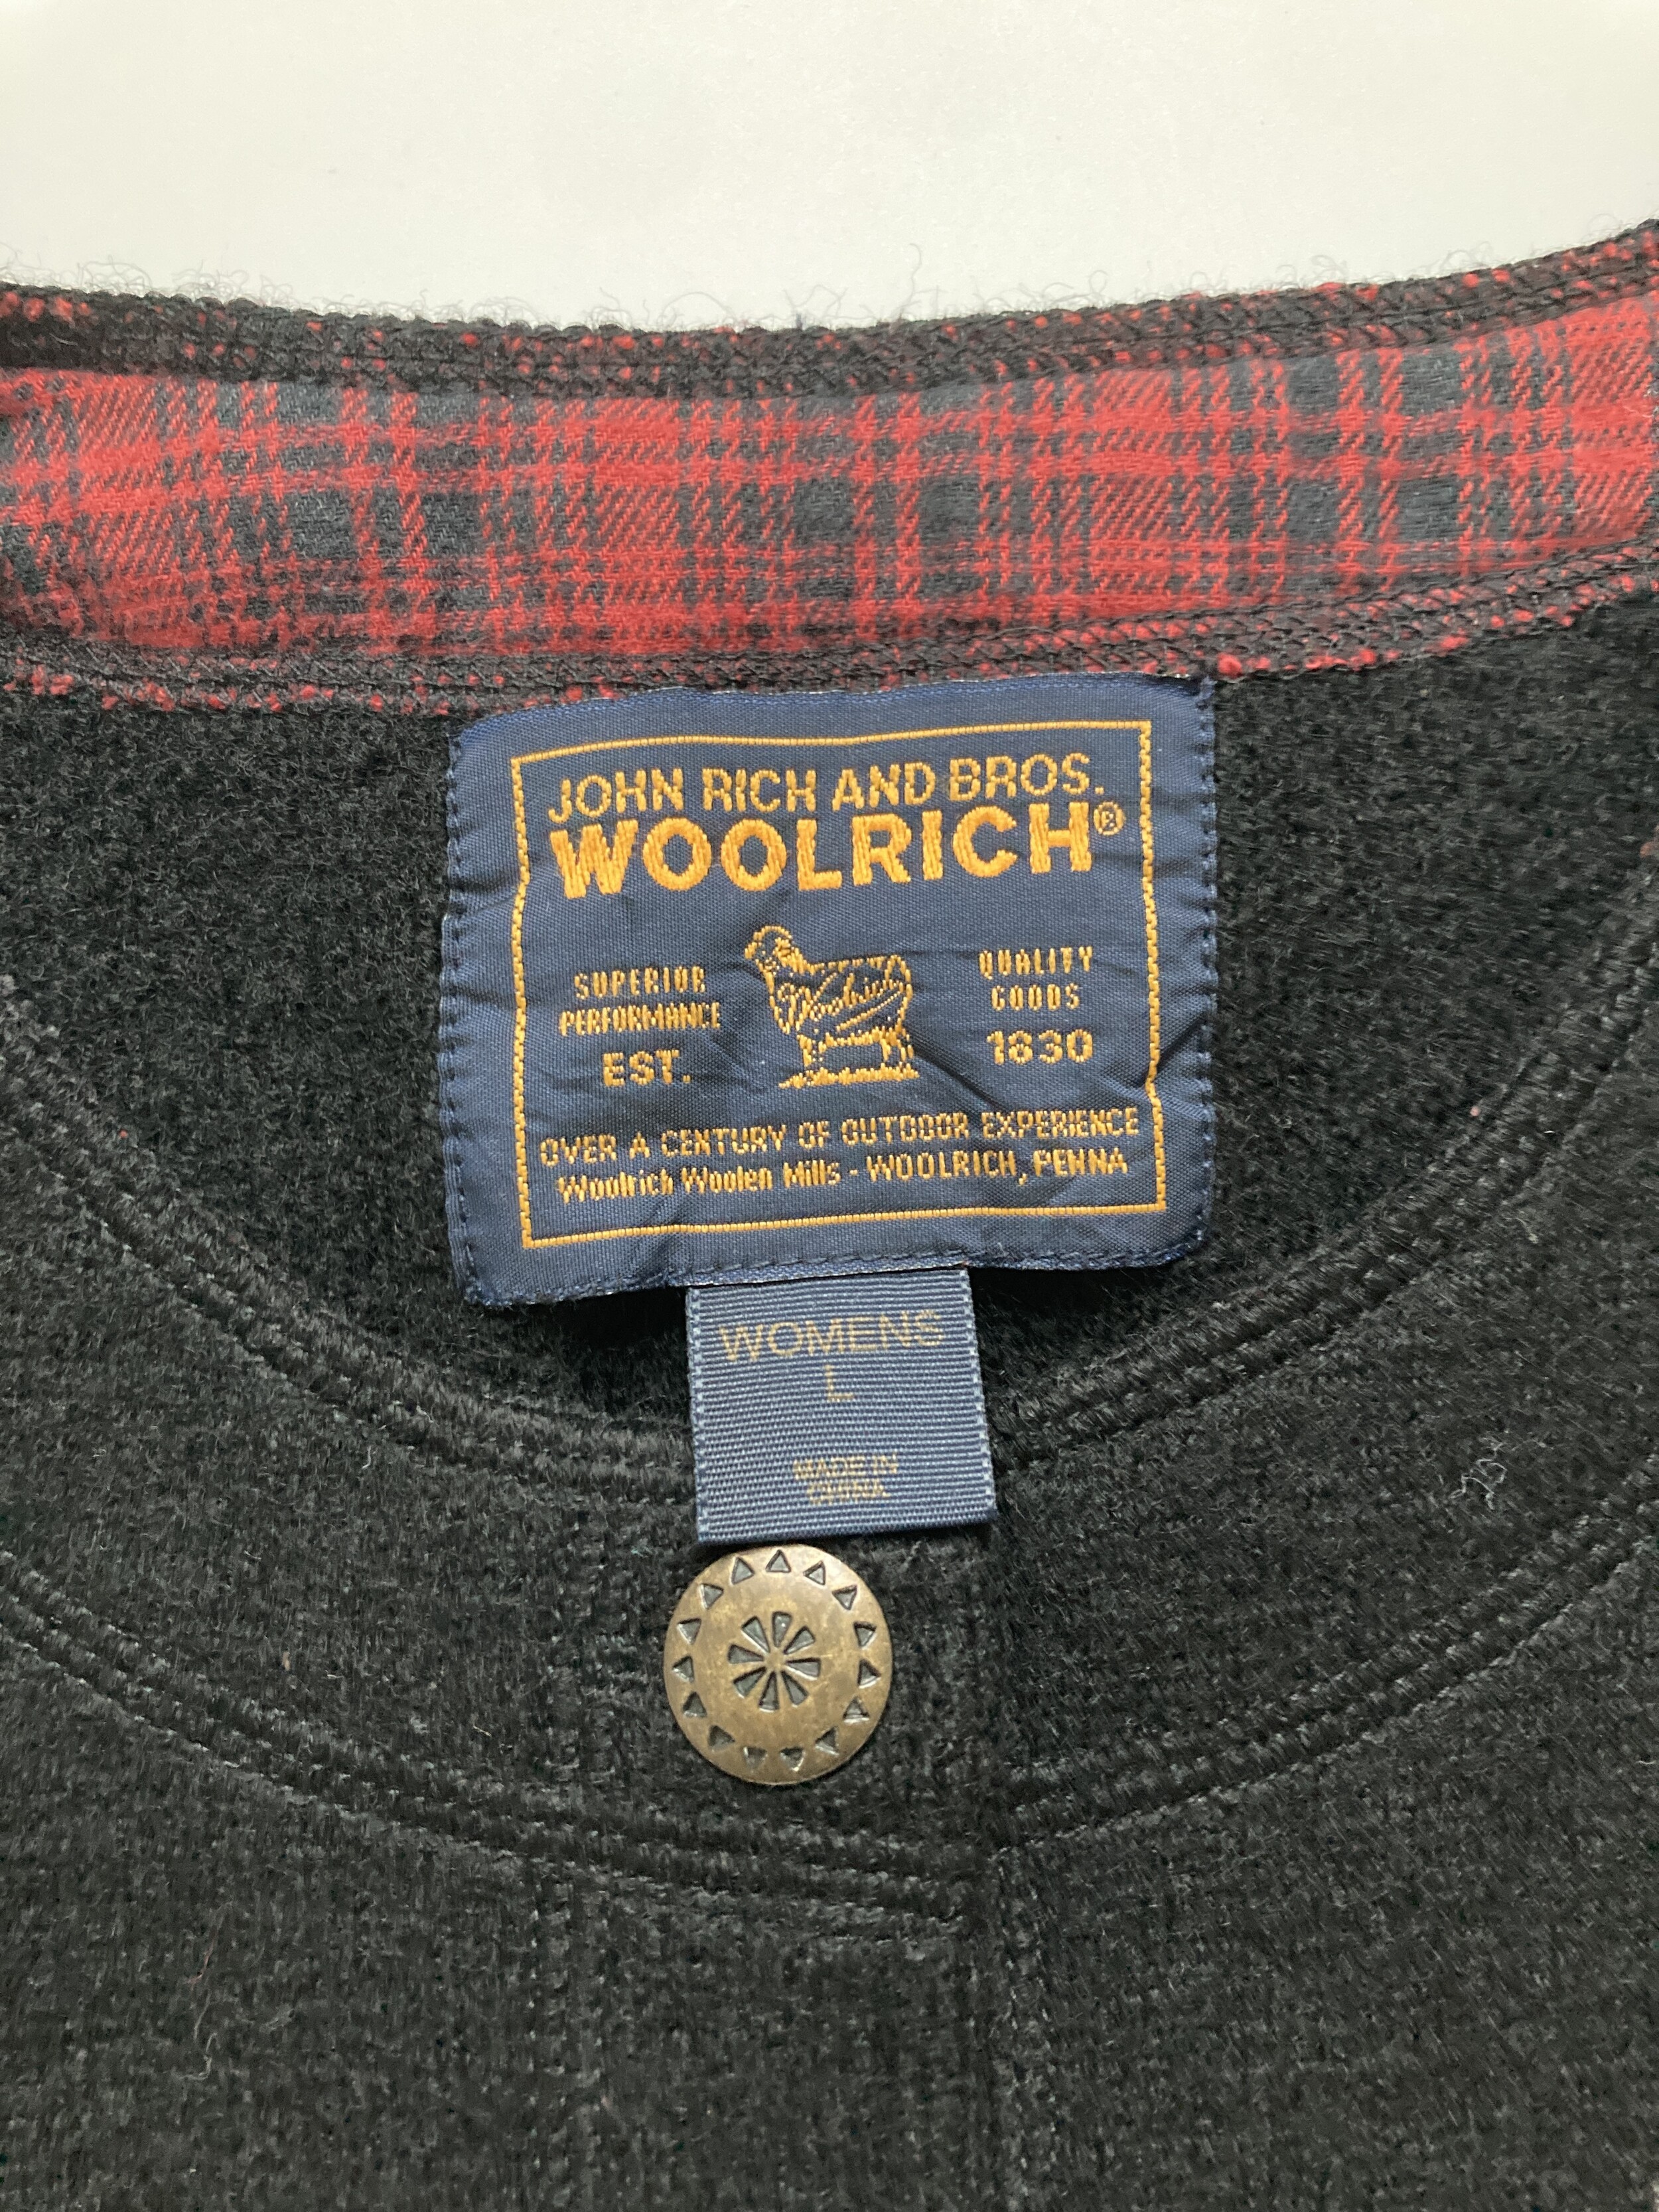 JOHN RICH AND BROS.
WOOLRICH®
SUPERIOR
PERFORMANCE
EST.
Woolrich
QUALITY
GOODS
1830
OVER A CENTURY OF OUTDOOR EXPERIENCE
Woolrich Woolen Mills - WOOLRICH, PENNA
WOMENS
L
MADE IN
CHINA